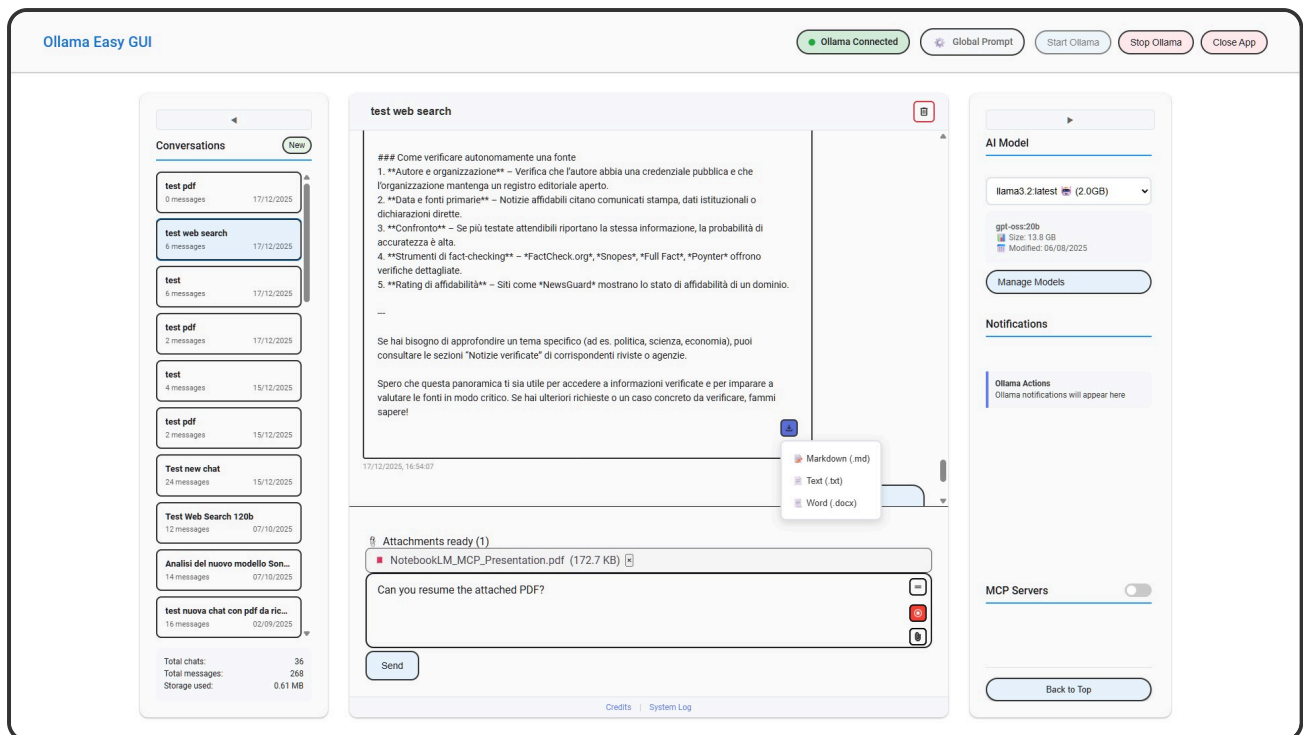 Ollama Easy GUI
Ollama Connected
Global Prompt
Start Ollama
Stop Ollama
Close App
Conversations
New
test pdf
0 messages 17/12/2025
test web search
6 messages 17/12/2025
test
6 messages 17/12/2025
test pdf
2 messages 17/12/2025
test
4 messages 15/12/2025
test pdf
2 messages 15/12/2025
Test new chat
24 messages 15/12/2025
Test Web Search 120b
12 messages 07/10/2025
Analisi del nuovo modello Son...
14 messages 07/10/2025
test nuova chat con pdf da ric...
16 messages 02/09/2025
Total chats: 36
Total messages: 268
Storage used: 0.61 MB
test web search
### Come verificare autonomamente una fonte
1. **Autore e organizzazione** – Verifica che l'autore abbia una credenziale pubblica e che
l'organizzazione mantenga un registro editoriale aperto.
2. **Data e fonti primarie** – Notizie affidabili citano comunicati stampa, dati istituzionali o
dichiarazioni dirette.
3. **Confronto** – Se più testate attendibili riportano la stessa informazione, la probabilità di
accuratezza è alta.
4. **Strumenti di fact-checking** – *FactCheck.org*, *Snopes*, *Full Fact*, *Poynter* offrono
verifiche dettagliate.
5. **Rating di affidabilità** – Siti come *NewsGuard* mostrano lo stato di affidabilità di un dominio.
---
Se hai bisogno di approfondire un tema specifico (ad es. politica, scienza, economia), puoi
consultare le sezioni "Notizie verificate" di corrispondenti riviste o agenzie.
Spero che questa panoramica ti sia utile per accedere a informazioni verificate e per imparare a
valutare le fonti in modo critico. Se hai ulteriori richieste o un caso concreto da verificare, fammi
sapere!
17/12/2025, 16:54:07
Markdown (.md)
Text (.txt)
Word (.docx)
Attachments ready (1)
NotebookLM_MCP_Presentation.pdf (172.7 KB)
Can you resume the attached PDF?
Send
Credits | System Log
AI Model
llama3.2:latest (2.0GB)
gpt-oss:20b
Size: 13.8 GB
Modified: 06/08/2025
Manage Models
Notifications
Ollama Actions
Ollama notifications will appear here
MCP Servers
Back to Top